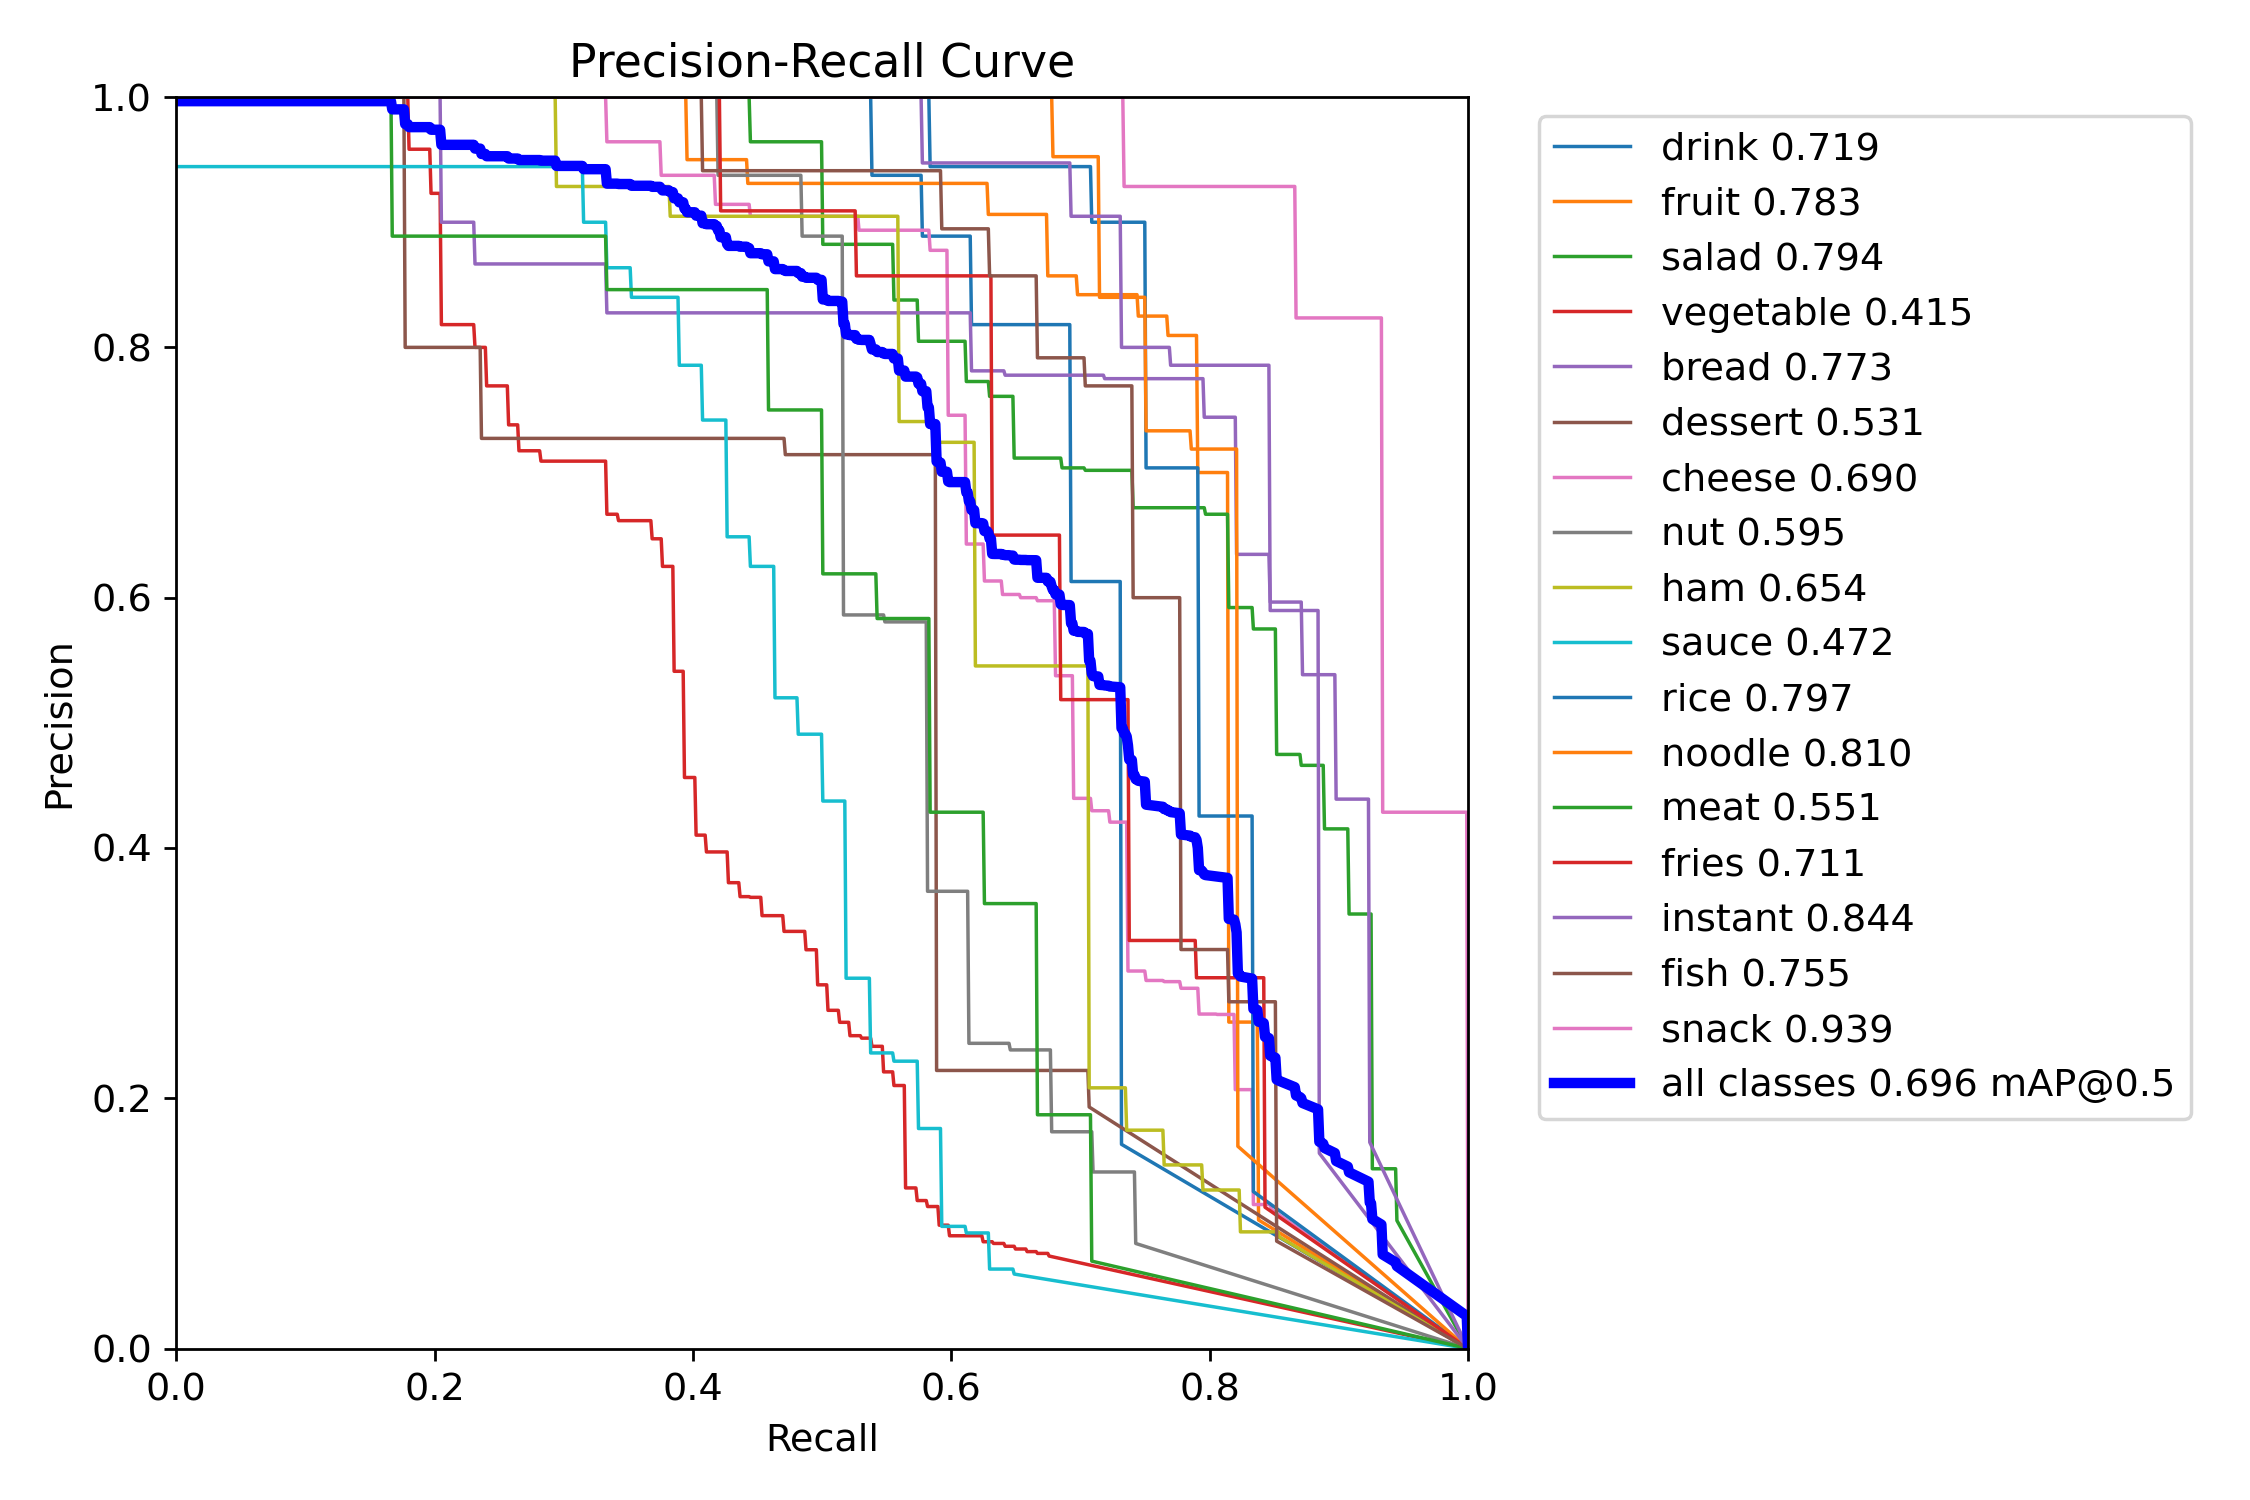 Precision-Recall Curve
1.0
0.8
0.6
0.4
0.2
0.0
Precision
0.0 0.2 0.4 0.6 0.8 1.0
Recall
drink 0.719
fruit 0.783
salad 0.794
vegetable 0.415
bread 0.773
dessert 0.531
cheese 0.690
nut 0.595
ham 0.654
sauce 0.472
rice 0.797
noodle 0.810
meat 0.551
fries 0.711
instant 0.844
fish 0.755
snack 0.939
all classes 0.696 mAP@0.5